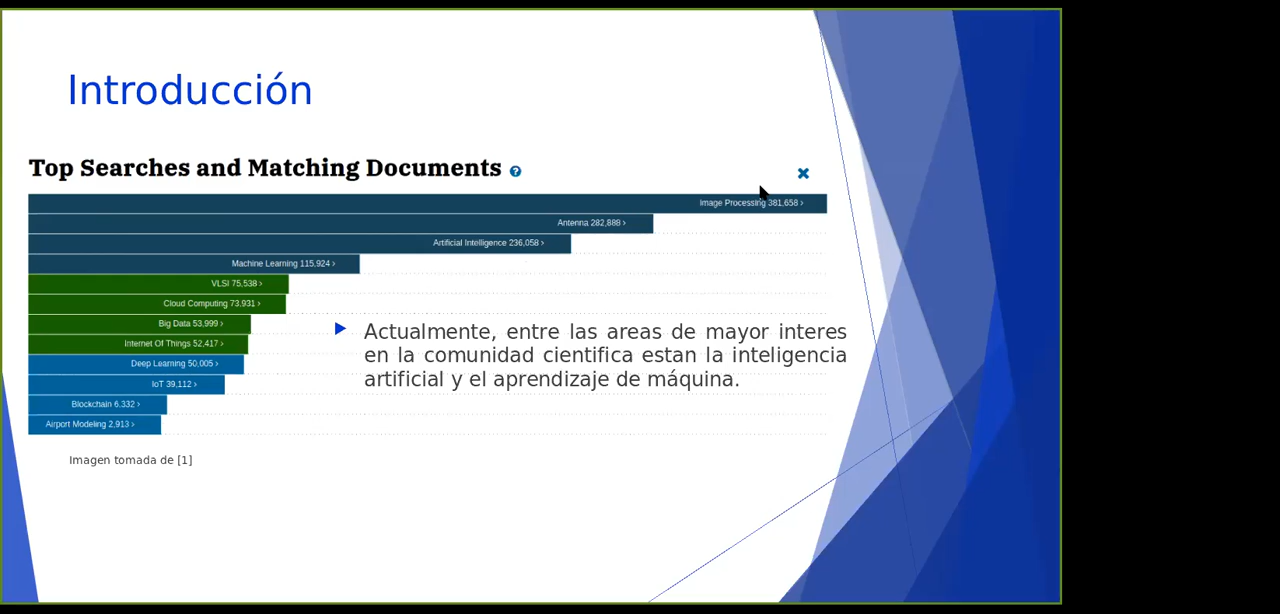 Introducción
Top Searches and Matching Documents
Image Processing 381,658 ›
Antenna 282,888 ›
Artificial Intelligence 236,058 ›
Machine Learning 115,924 ›
VLSI 75,538 ›
Cloud Computing 73,931 ›
Big Data 53,999 ›
Internet Of Things 52,417 ›
Deep Learning 50,005 ›
IoT 39,112 ›
Blockchain 6,332 ›
Airport Modeling 2,913 ›
Actualmente, entre las areas de mayor interes
en la comunidad cientifica estan la inteligencia
artificial y el aprendizaje de máquina.
Imagen tomada de [1]